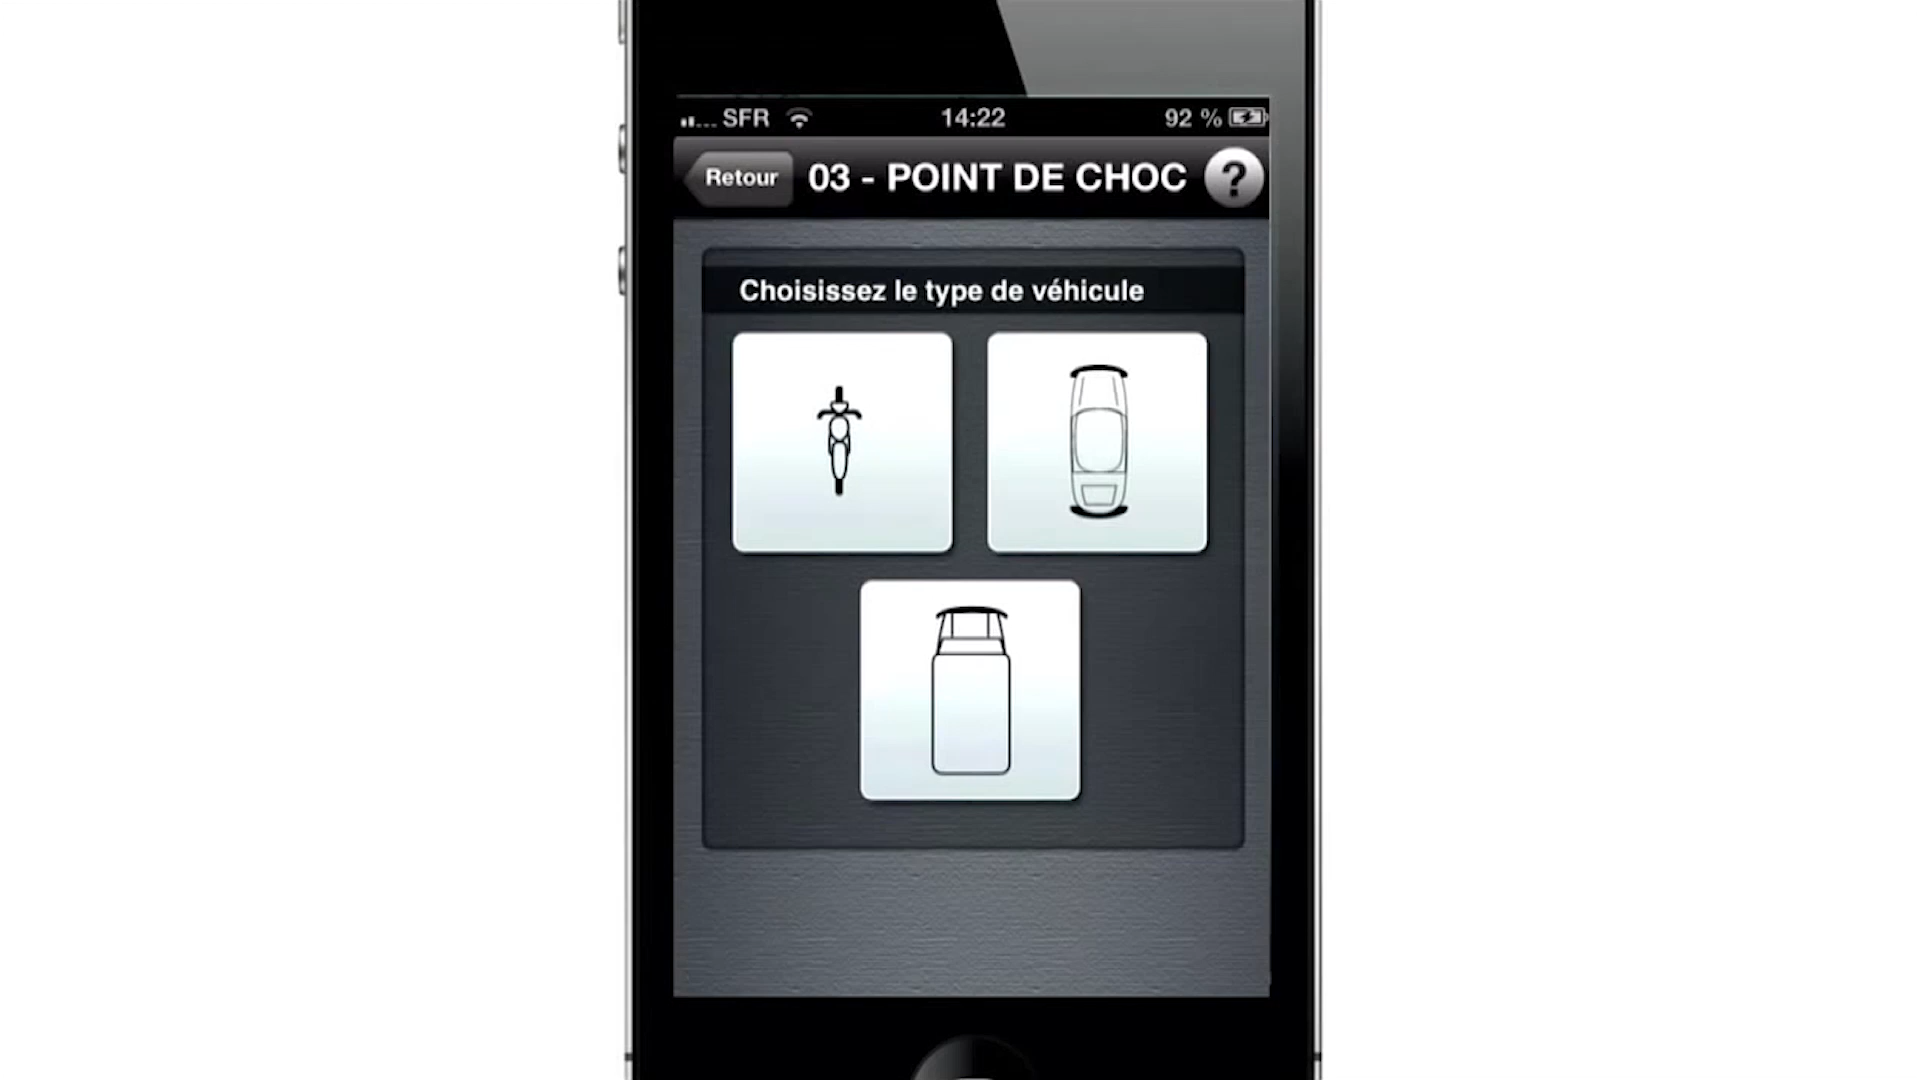 SFR 14:22 92 %
Retour 03 - POINT DE CHOC ?
Choisissez le type de véhicule